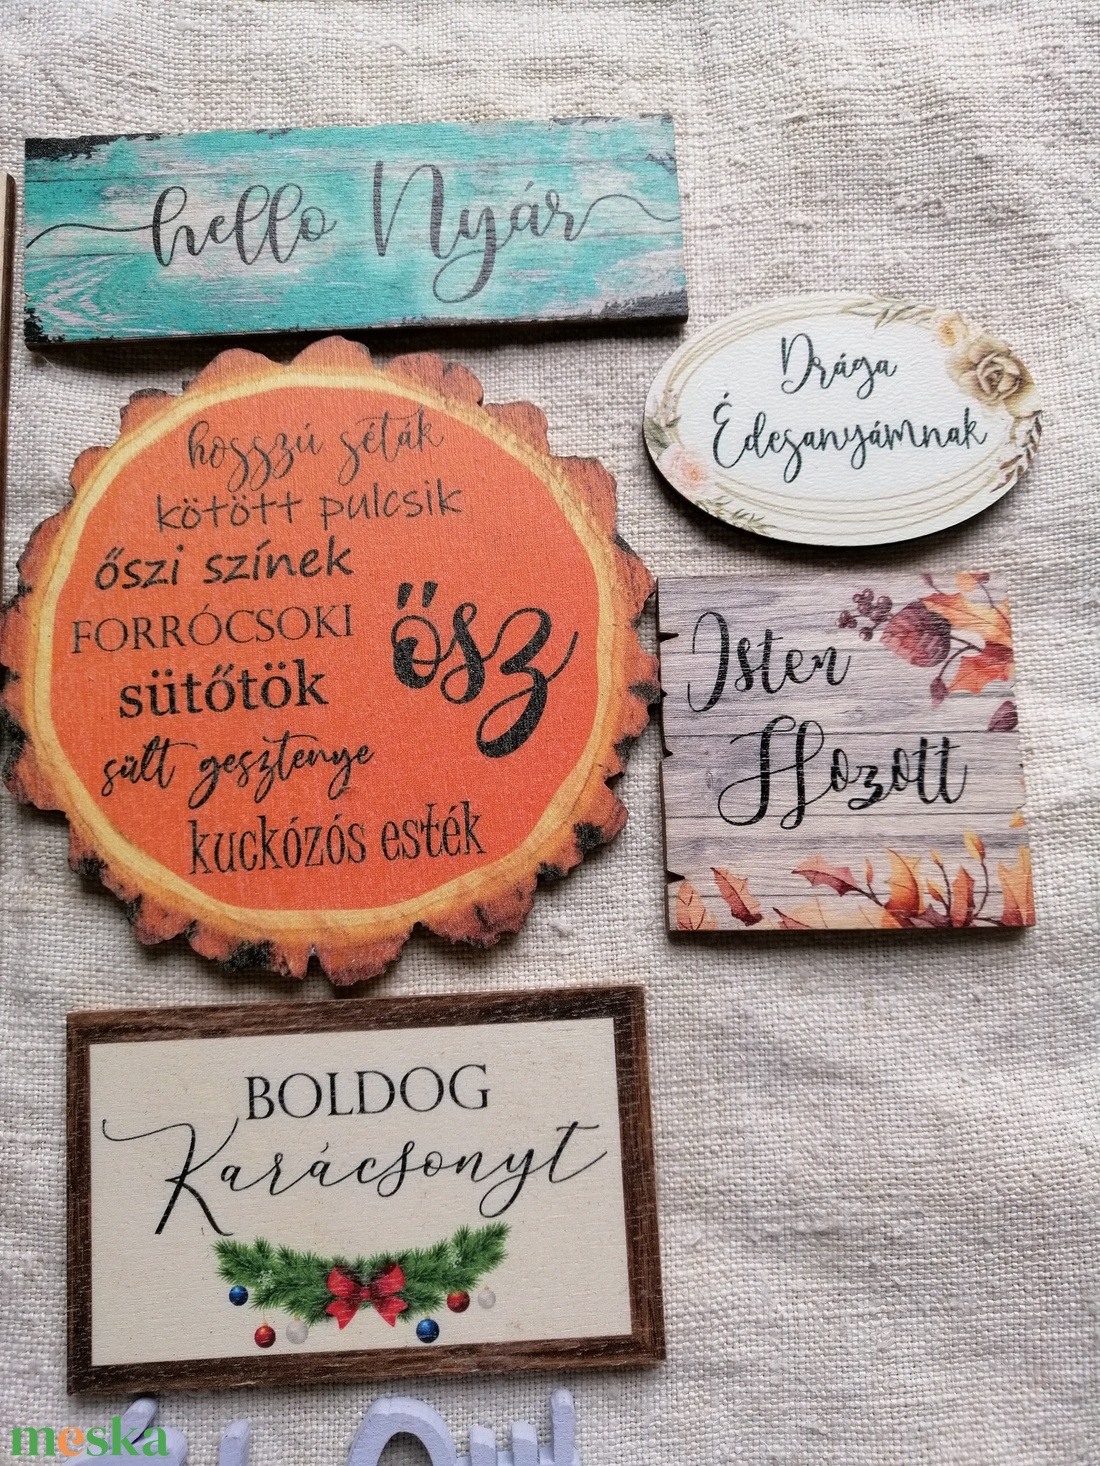 hello Nyár
Drága
Édesanyámnak
hosszú séták
kötött pulcsik
őszi színek
FORRÓCSOKI
sütőtök
sült gesztenye
kuckózós esték
ősz
Isten
Hozott
BOLDOG
Karácsonyt
meska